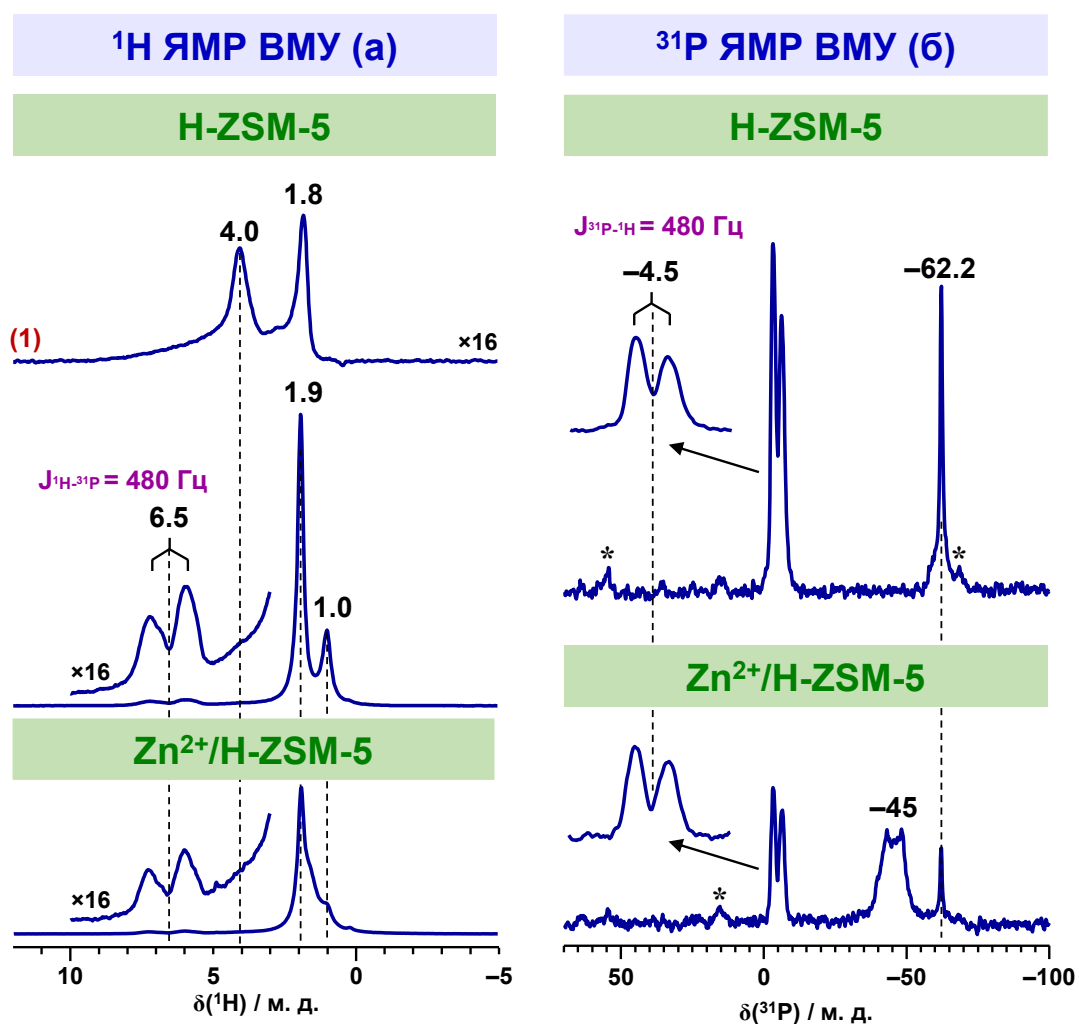 ¹H ЯМР ВМУ (а)
H-ZSM-5
4.0
1.8
(1)
×16
1.9
J¹H-³¹P = 480 Гц
6.5
1.0
×16
Zn²⁺/H-ZSM-5
×16
10
5
0
–5
δ(¹H) / м. д.
³¹P ЯМР ВМУ (б)
H-ZSM-5
J³¹P-¹H = 480 Гц
–4.5
–62.2
*
*
Zn²⁺/H-ZSM-5
–45
*
50
0
–50
–100
δ(³¹P) / м. д.